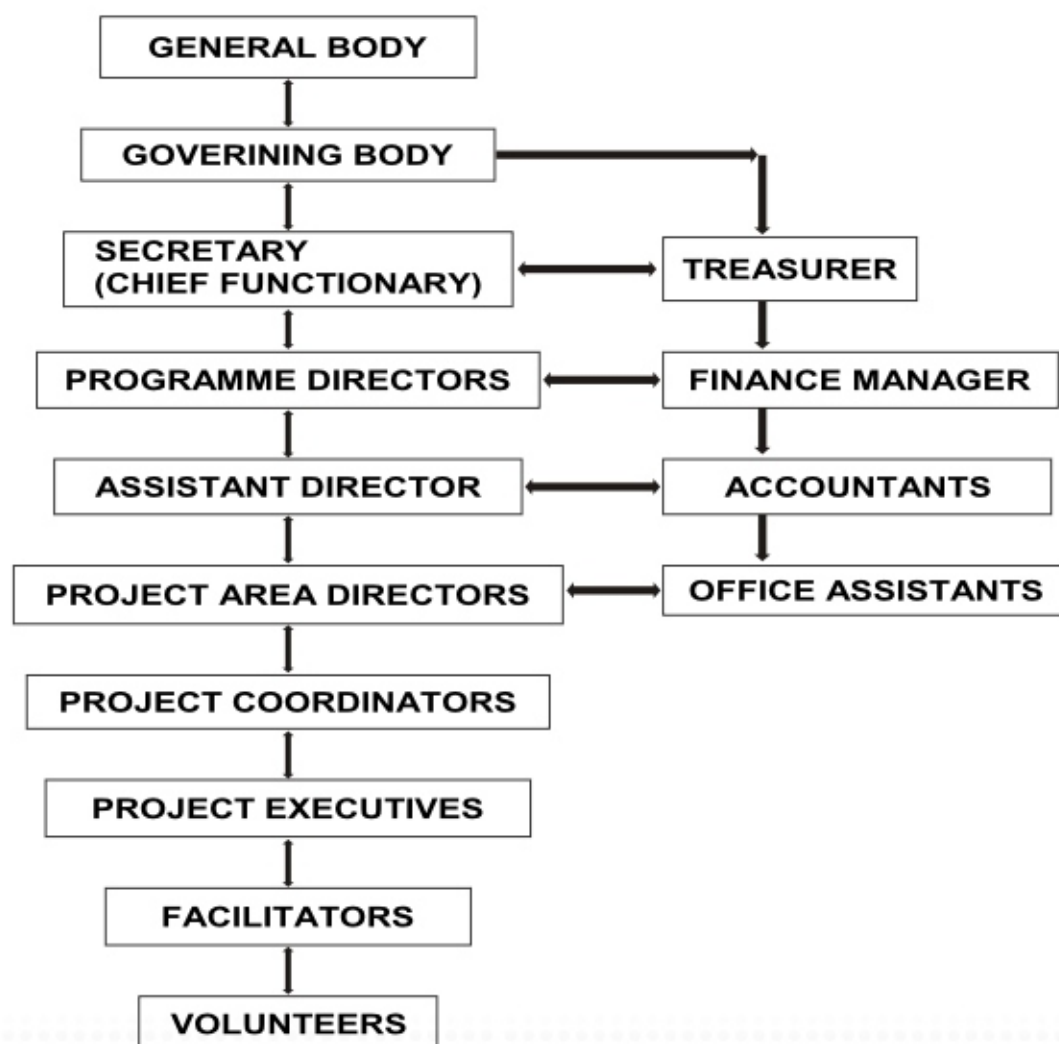 GENERAL BODY
GOVERINING BODY
SECRETARY
(CHIEF FUNCTIONARY)
TREASURER
PROGRAMME DIRECTORS
FINANCE MANAGER
ASSISTANT DIRECTOR
ACCOUNTANTS
PROJECT AREA DIRECTORS
OFFICE ASSISTANTS
PROJECT COORDINATORS
PROJECT EXECUTIVES
FACILITATORS
VOLUNTEERS